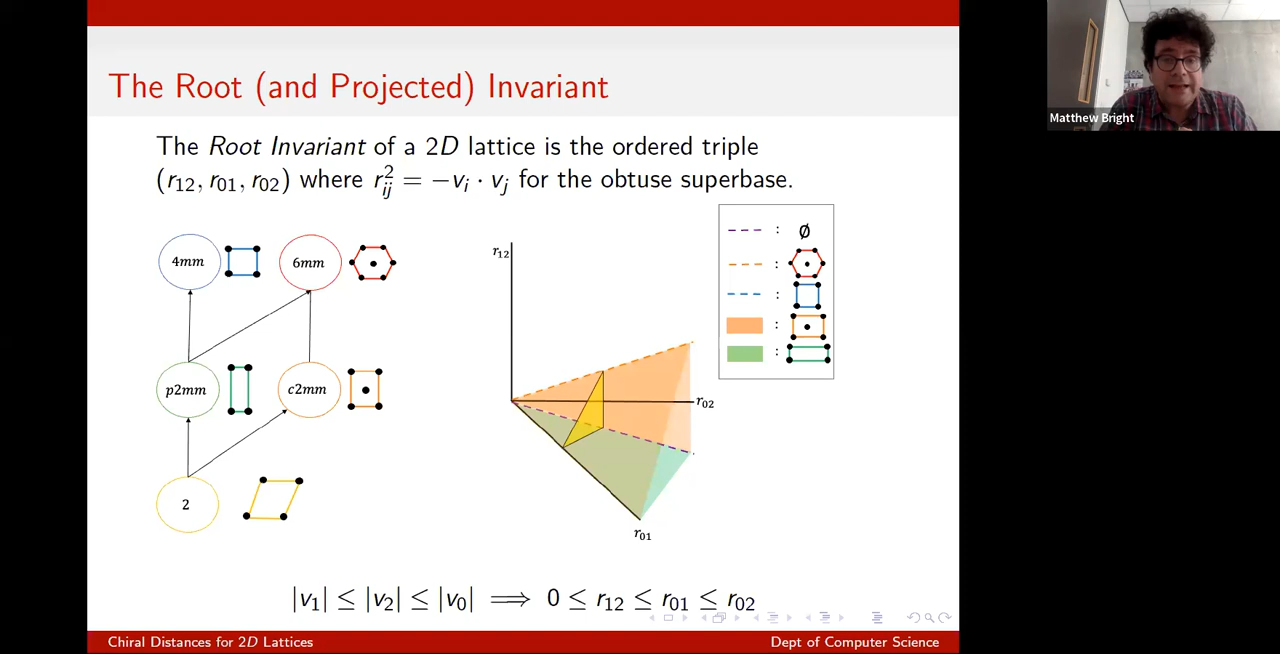 The Root (and Projected) Invariant
Matthew Bright
The Root Invariant of a 2D lattice is the ordered triple
(r₁₂, r₀₁, r₀₂) where r²ᵢⱼ = −vᵢ · vⱼ for the obtuse superbase.
4mm
6mm
p2mm
c2mm
2
r₁₂
r₀₂
r₀₁
: ∅
:
:
:
:
|v₁| ≤ |v₂| ≤ |v₀| ⟹ 0 ≤ r₁₂ ≤ r₀₁ ≤ r₀₂
Chiral Distances for 2D Lattices
Dept of Computer Science